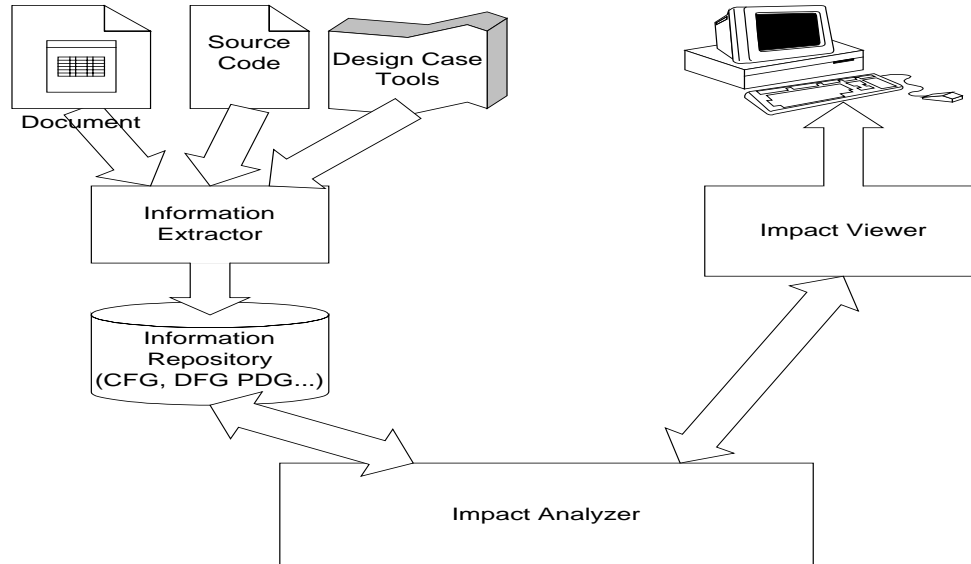 Source
Code
Design Case
Tools
Document
Information
Extractor
Impact Viewer
Information
Repository
(CFG, DFG PDG...)
Impact Analyzer